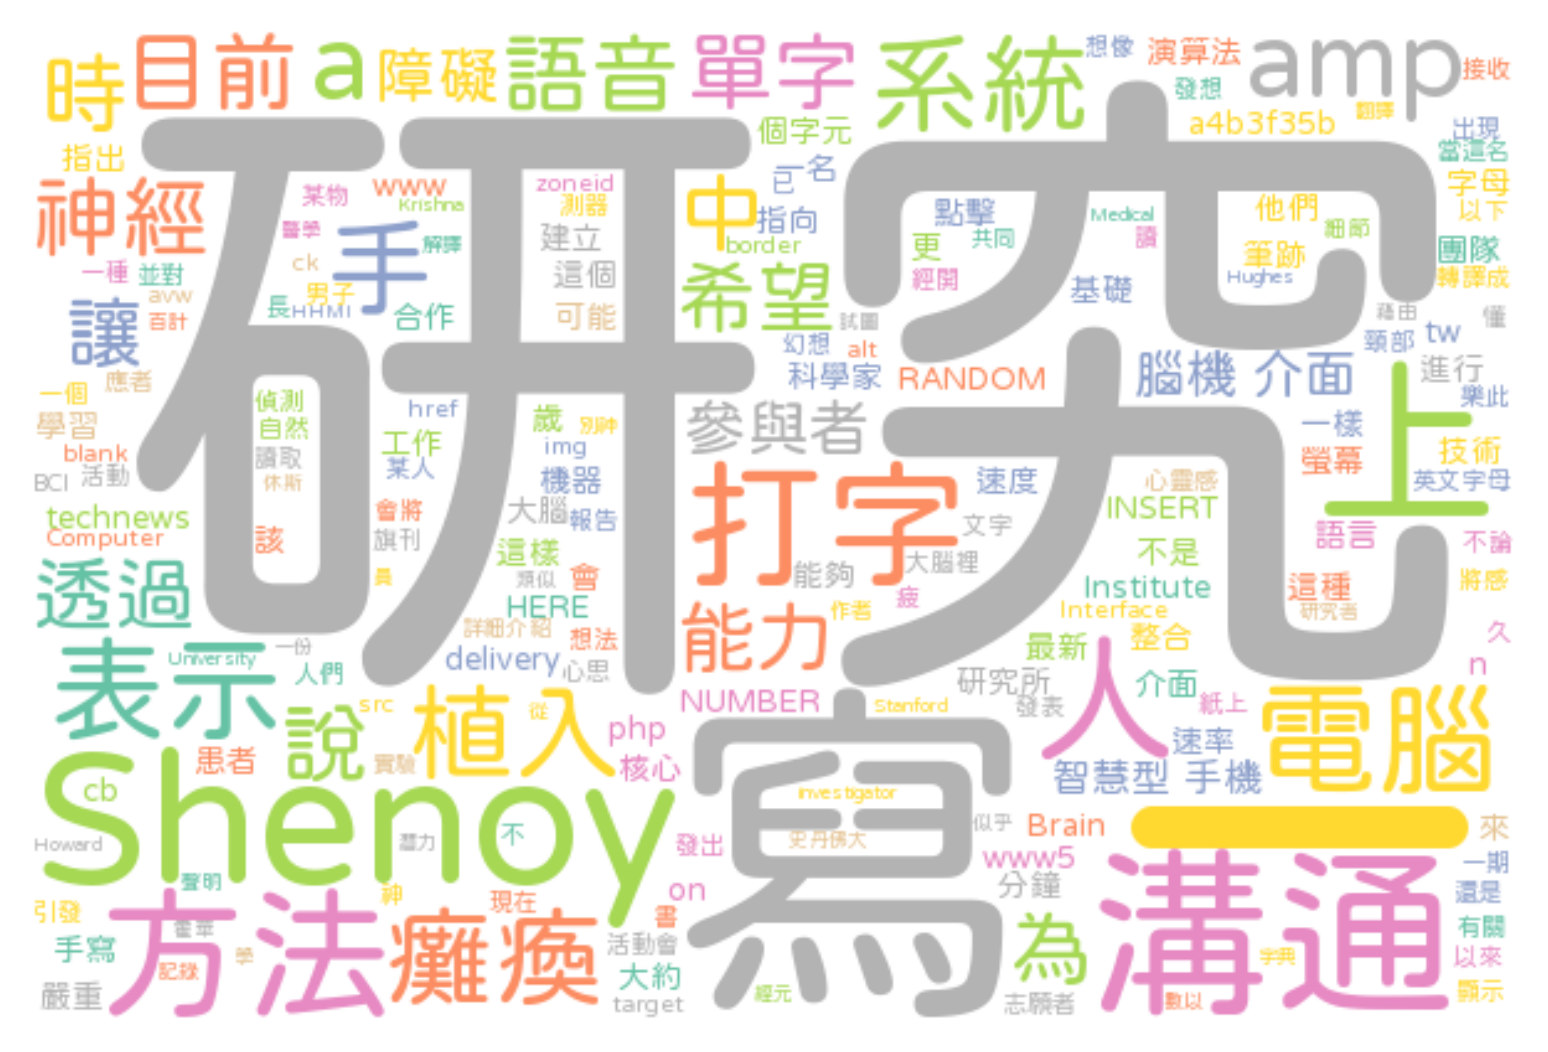 時 目前 a 障礙 語音 單字 系統 想像 演算法 amp 接收
發想 翻譯
指出 個字元 a4b3f35b 出現
當這名
神經 某物 www zoneid 中 一名 字母
Krishna 測器 已 以下
手 醫學 指向 點擊 Medical 他們 細節
解譯 建立 border 更 共同 讀 筆跡 團隊
一種 並對 ck 這個 希望 經開 基礎 Hughes 轉譯成
avw 男子
讓 百計 長 HHMI 合作 可能 試圖 藉由 懂
幻想 alt 頸部 tw
應者 科學家 RANDOM 腦機 介面 進行
研究
一個 偵測 href 歲 別針 參與者 上 樂此
學習 自然 工作 img 一樣
blank 讀取 某人 機器 打字 速度 心靈感 螢幕 技術
BCI 活動 休斯 英文字母
technews 會將 大腦 報告 文字 INSERT
Computer 該 旗刊 這樣 大腦裡 不是 語言 不論
透過 員 類似 會 能夠 疲 Institute 這種 將感
HERE 能力 作者 Interface 研究者
表示 一份 詳細介紹 想法 最新 整合 久
University 人們 delivery 心思 研究所 人 介面 n
說 src 植入 從 NUMBER Stanford 發表 紙上 電腦
php
患者 實驗 核心 速率
Shenoy cb 寫 investigator 智慧型 手機
Howard 潛力 不 發出 史丹佛大 似乎 Brain 一 來
聲明 on www5 一期
方法 神 現在 書 分鐘 溝通 還是
引發 霍華 癱瘓 活動會 為 有關
手寫 記錄 學 大約 字典 以來
嚴重 target 經元 志願者 數以 顯示